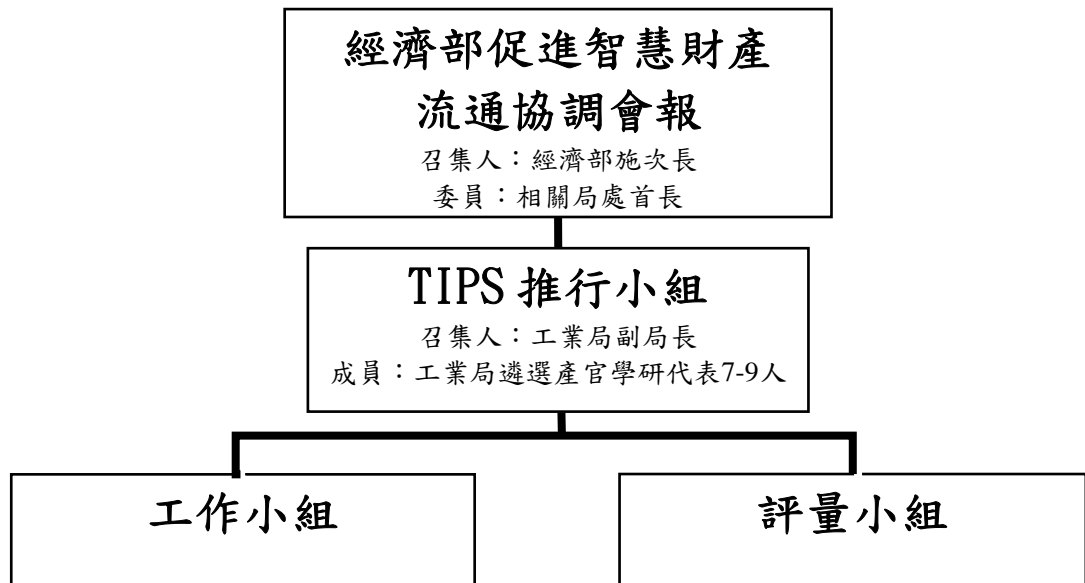 經濟部促進智慧財產
流通協調會報
召集人：經濟部施次長
委員：相關局處首長
TIPS 推行小組
召集人：工業局副局長
成員：工業局遴選產官學研代表7-9人
工作小組
評量小組